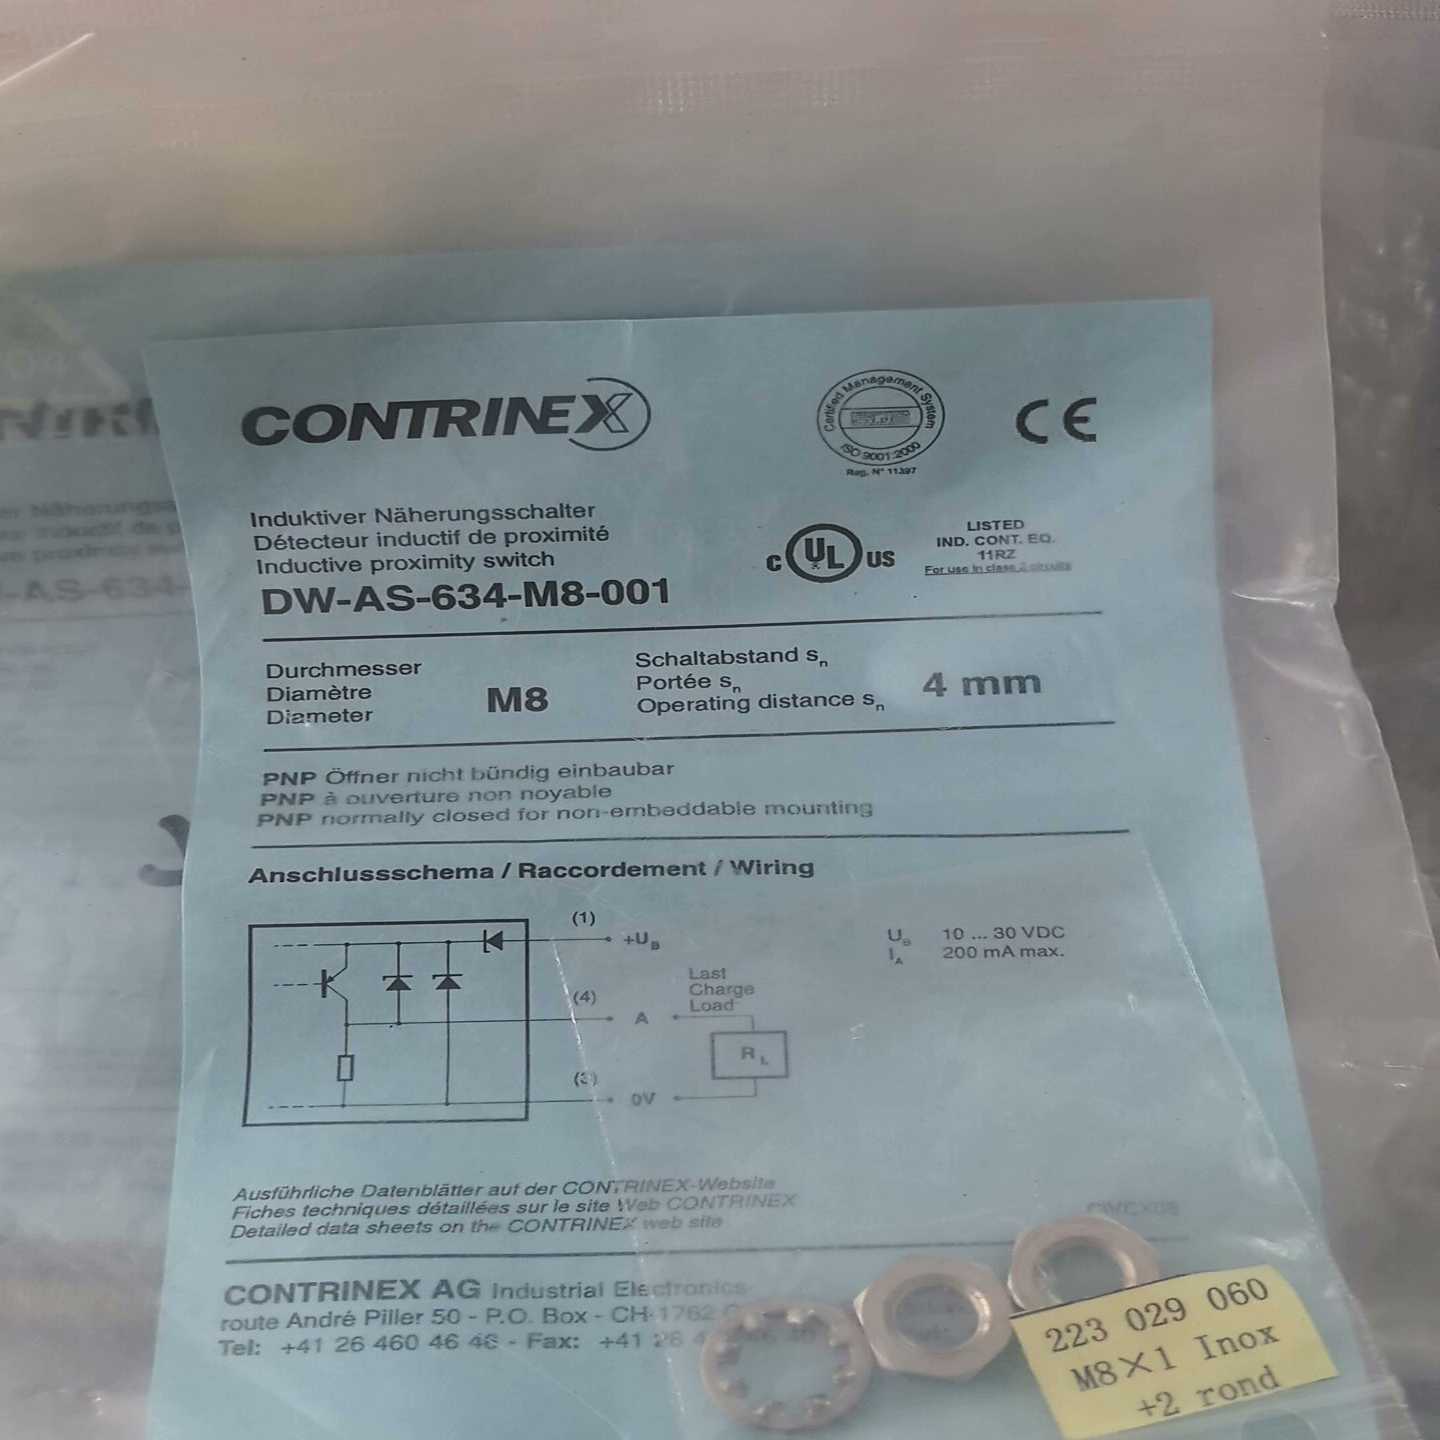 CONTRINEX
Certified Management System
ISO 9001:2000
Reg. N° 11397
CE
Induktiver Näherungsschalter
Détecteur inductif de proximité
Inductive proximity switch
DW-AS-634-M8-001
C UL US
LISTED
IND. CONT. EQ.
11RZ
For use in class 2 circuits
Durchmesser
Diamètre
Diameter
M8
Schaltabstand sn
Portée sn
Operating distance sn
4 mm
PNP Öffner nicht bündig einbaubar
PNP à ouverture non noyable
PNP normally closed for non-embeddable mounting
Anschlussschema / Raccordement / Wiring
(1)
+UB
(4)
A
(3)
0V
Last
Charge
Load
RL
UB 10 ... 30 VDC
IA 200 mA max.
Ausführliche Datenblätter auf der CONTRINEX-Website
Fiches techniques détaillées sur le site Web CONTRINEX
Detailed data sheets on the CONTRINEX web site
CONTRINEX AG Industrial Electronics
route André Piller 50 - P.O. Box - CH-1762
Tel: +41 26 460 46 46 - Fax: +41 26
223 029 060
M8×1 Inox
+2 rond